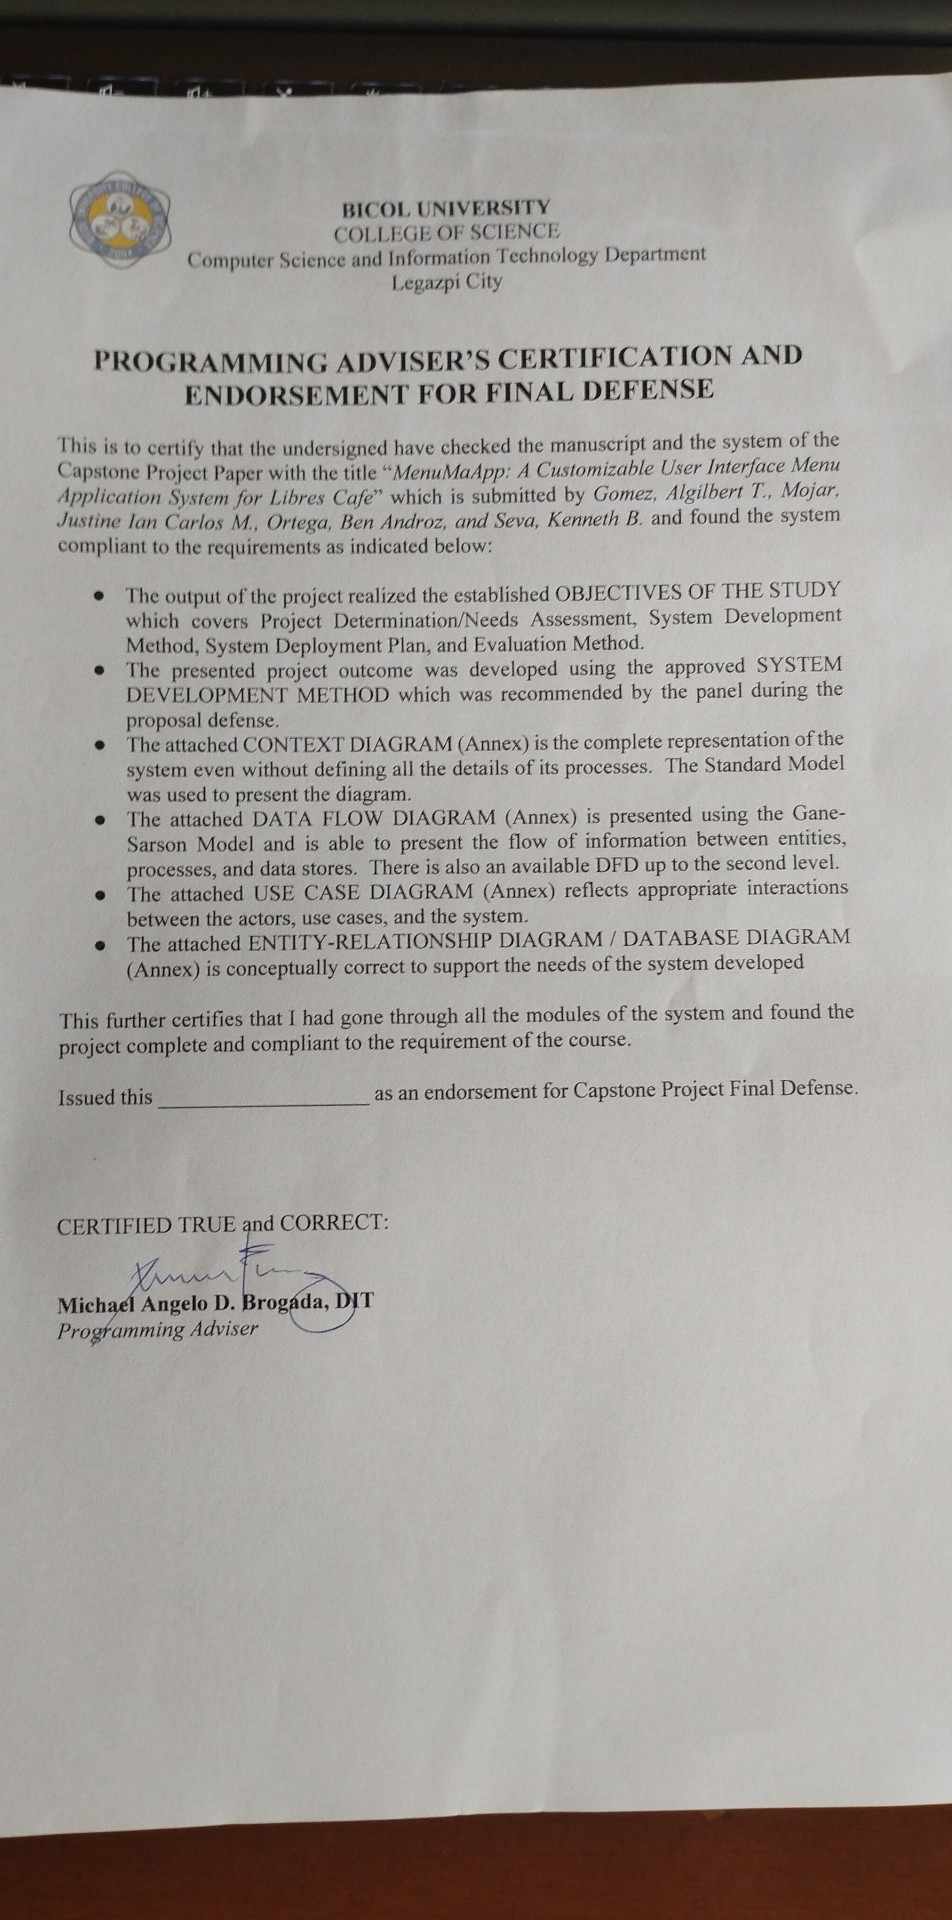 BICOL UNIVERSITY
COLLEGE OF SCIENCE
Computer Science and Information Technology Department
Legazpi City
PROGRAMMING ADVISER'S CERTIFICATION AND
ENDORSEMENT FOR FINAL DEFENSE
This is to certify that the undersigned have checked the manuscript and the system of the
Capstone Project Paper with the title “MenuMaApp: A Customizable User Interface Menu
Application System for Libres Cafe” which is submitted by Gomez, Algilbert T., Mojar,
Justine Ian Carlos M., Ortega, Ben Androz, and Seva, Kenneth B. and found the system
compliant to the requirements as indicated below:
● The output of the project realized the established OBJECTIVES OF THE STUDY
which covers Project Determination/Needs Assessment, System Development
Method, System Deployment Plan, and Evaluation Method.
● The presented project outcome was developed using the approved SYSTEM
DEVELOPMENT METHOD which was recommended by the panel during the
proposal defense.
● The attached CONTEXT DIAGRAM (Annex) is the complete representation of the
system even without defining all the details of its processes. The Standard Model
was used to present the diagram.
● The attached DATA FLOW DIAGRAM (Annex) is presented using the Gane-
Sarson Model and is able to present the flow of information between entities,
processes, and data stores. There is also an available DFD up to the second level.
● The attached USE CASE DIAGRAM (Annex) reflects appropriate interactions
between the actors, use cases, and the system.
● The attached ENTITY-RELATIONSHIP DIAGRAM / DATABASE DIAGRAM
(Annex) is conceptually correct to support the needs of the system developed
This further certifies that I had gone through all the modules of the system and found the
project complete and compliant to the requirement of the course.
Issued this ____________________ as an endorsement for Capstone Project Final Defense.
CERTIFIED TRUE and CORRECT:
Michael Angelo D. Brogada, DIT
Programming Adviser